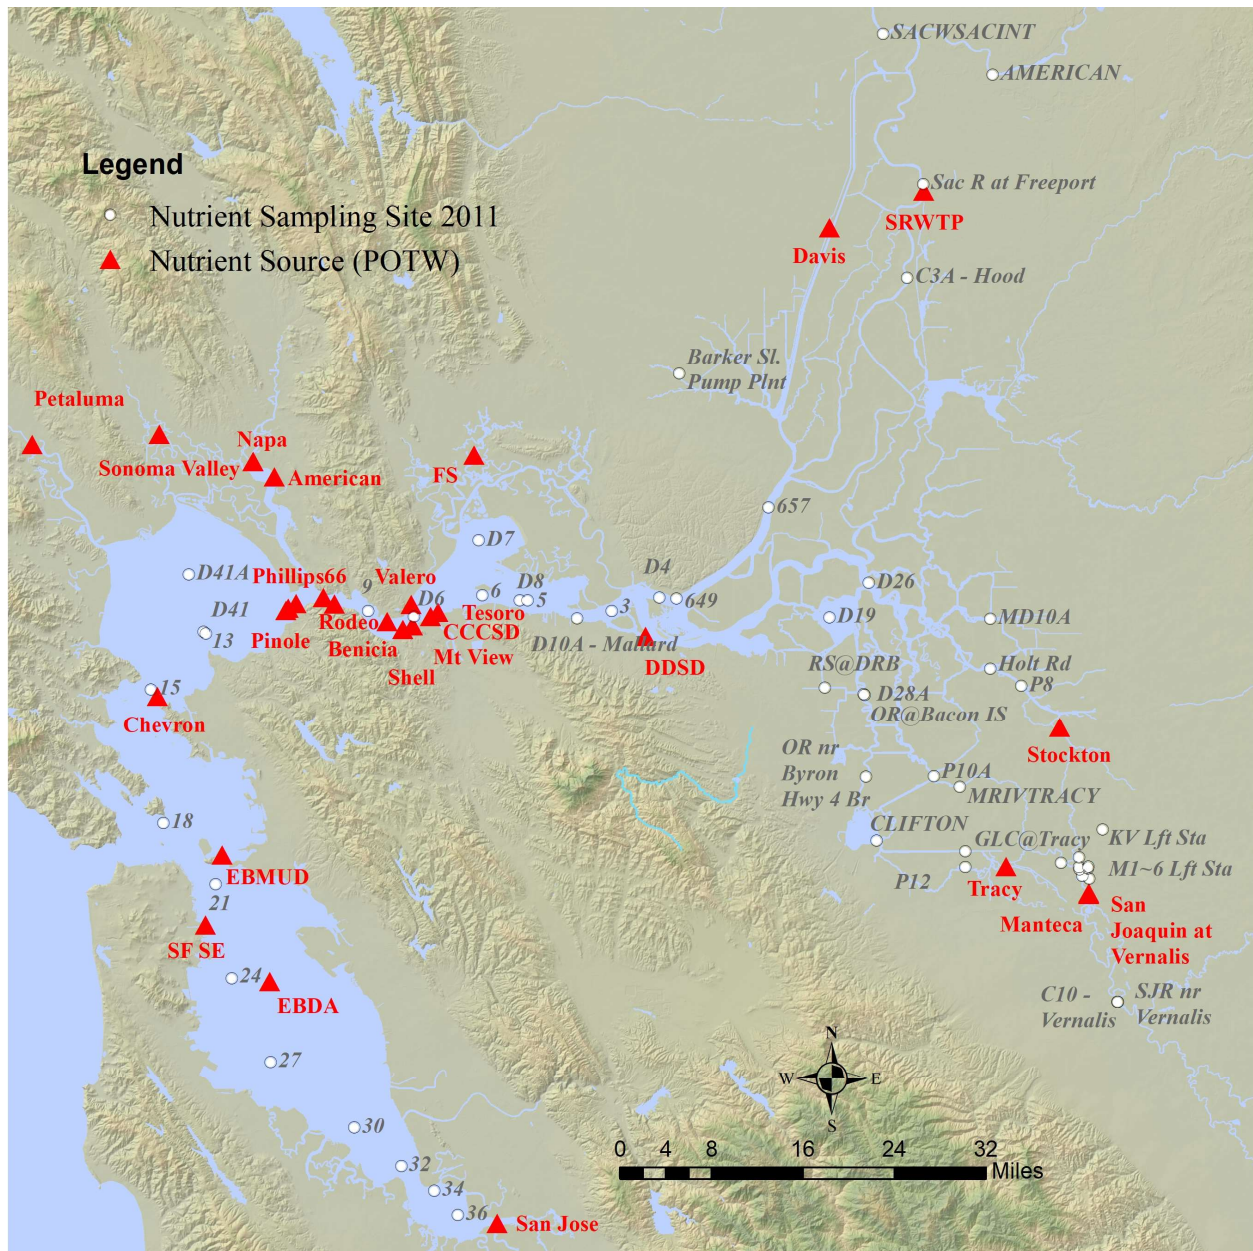 SACWSACINT
AMERICAN
Legend
Nutrient Sampling Site 2011
Nutrient Source (POTW)
Sac R at Freeport
SRWTP
Davis
C3A - Hood
Barker Sl.
Pump Plnt
Petaluma
Napa
Sonoma Valley
American
FS
657
D7
D41A
Phillips66
9
Valero
D6
6
D8
5
D4
3
649
D26
D41
13
Pinole
Rodeo
Benicia
Shell
Tesoro
CCCSD
Mt View
D10A - Mallard
DDSD
D19
MD10A
RS@DRB
Holt Rd
P8
D28A
OR@Bacon IS
15
Chevron
Stockton
OR nr
Byron
Hwy 4 Br
P10A
MRIVTRACY
18
CLIFTON
GLC@Tracy
KV Lft Sta
M1~6 Lft Sta
P12
Tracy
EBMUD
21
SF SE
Manteca
San
Joaquin at
Vernalis
24
EBDA
C10 -
Vernalis
SJR nr
Vernalis
27
N
W
E
S
30
0 4 8 16 24 32
Miles
32
34
36
San Jose